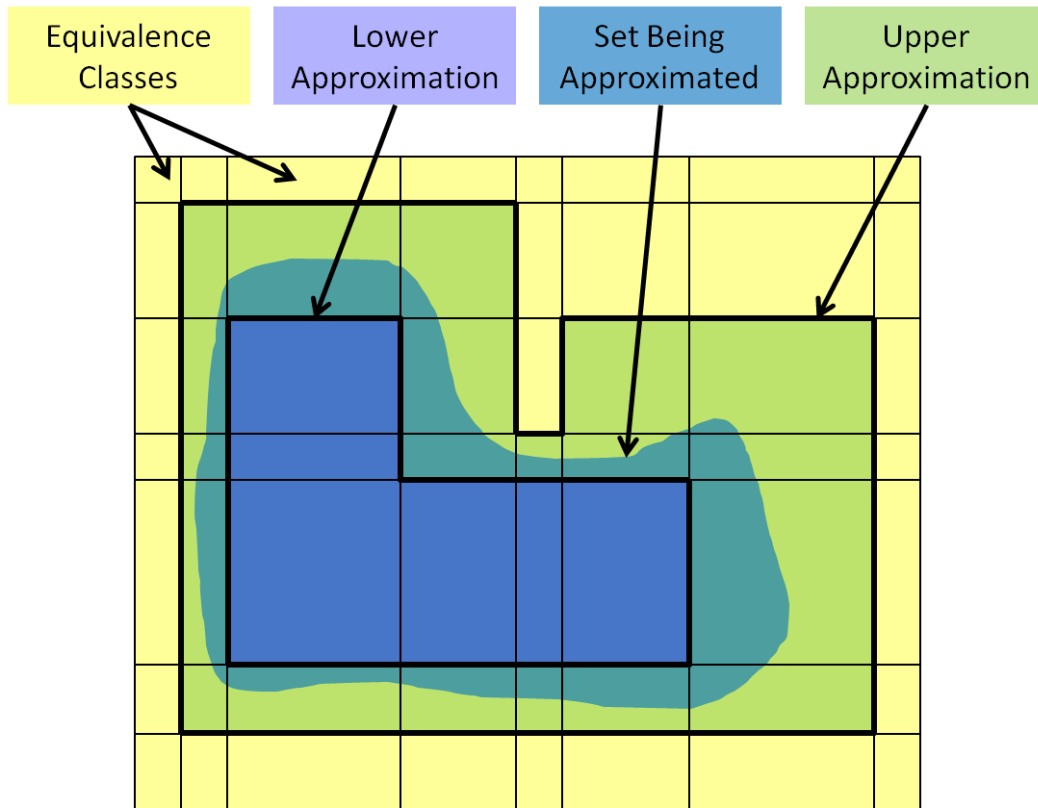 Equivalence
Classes
Lower
Approximation
Set Being
Approximated
Upper
Approximation